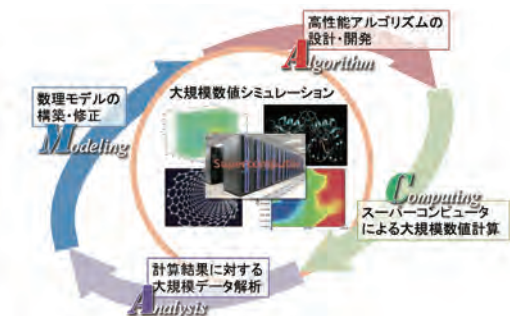 高性能アルゴリズムの
設計・開発
Algorithm
大規模数値シミュレーション
数理モデルの
構築・修正
Modeling
Supercomputer
Computing
スーパーコンピュータ
による大規模数値計算
計算結果に対する
大規模データ解析
Analysis